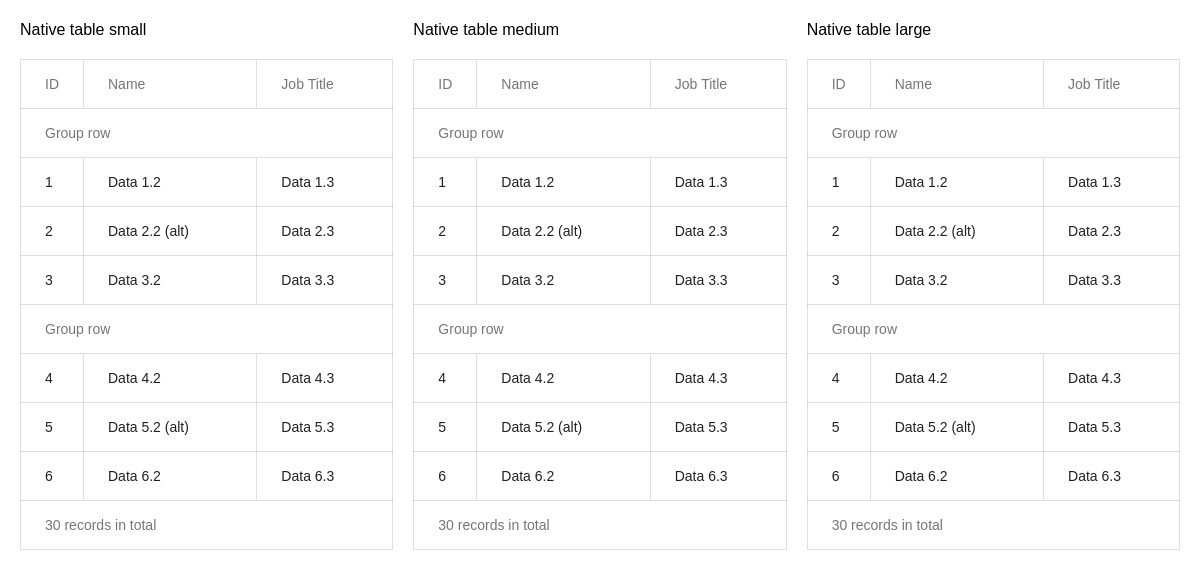 Native table small
ID Name Job Title
Group row
1 Data 1.2 Data 1.3
2 Data 2.2 (alt) Data 2.3
3 Data 3.2 Data 3.3
Group row
4 Data 4.2 Data 4.3
5 Data 5.2 (alt) Data 5.3
6 Data 6.2 Data 6.3
30 records in total
Native table medium
ID Name Job Title
Group row
1 Data 1.2 Data 1.3
2 Data 2.2 (alt) Data 2.3
3 Data 3.2 Data 3.3
Group row
4 Data 4.2 Data 4.3
5 Data 5.2 (alt) Data 5.3
6 Data 6.2 Data 6.3
30 records in total
Native table large
ID Name Job Title
Group row
1 Data 1.2 Data 1.3
2 Data 2.2 (alt) Data 2.3
3 Data 3.2 Data 3.3
Group row
4 Data 4.2 Data 4.3
5 Data 5.2 (alt) Data 5.3
6 Data 6.2 Data 6.3
30 records in total